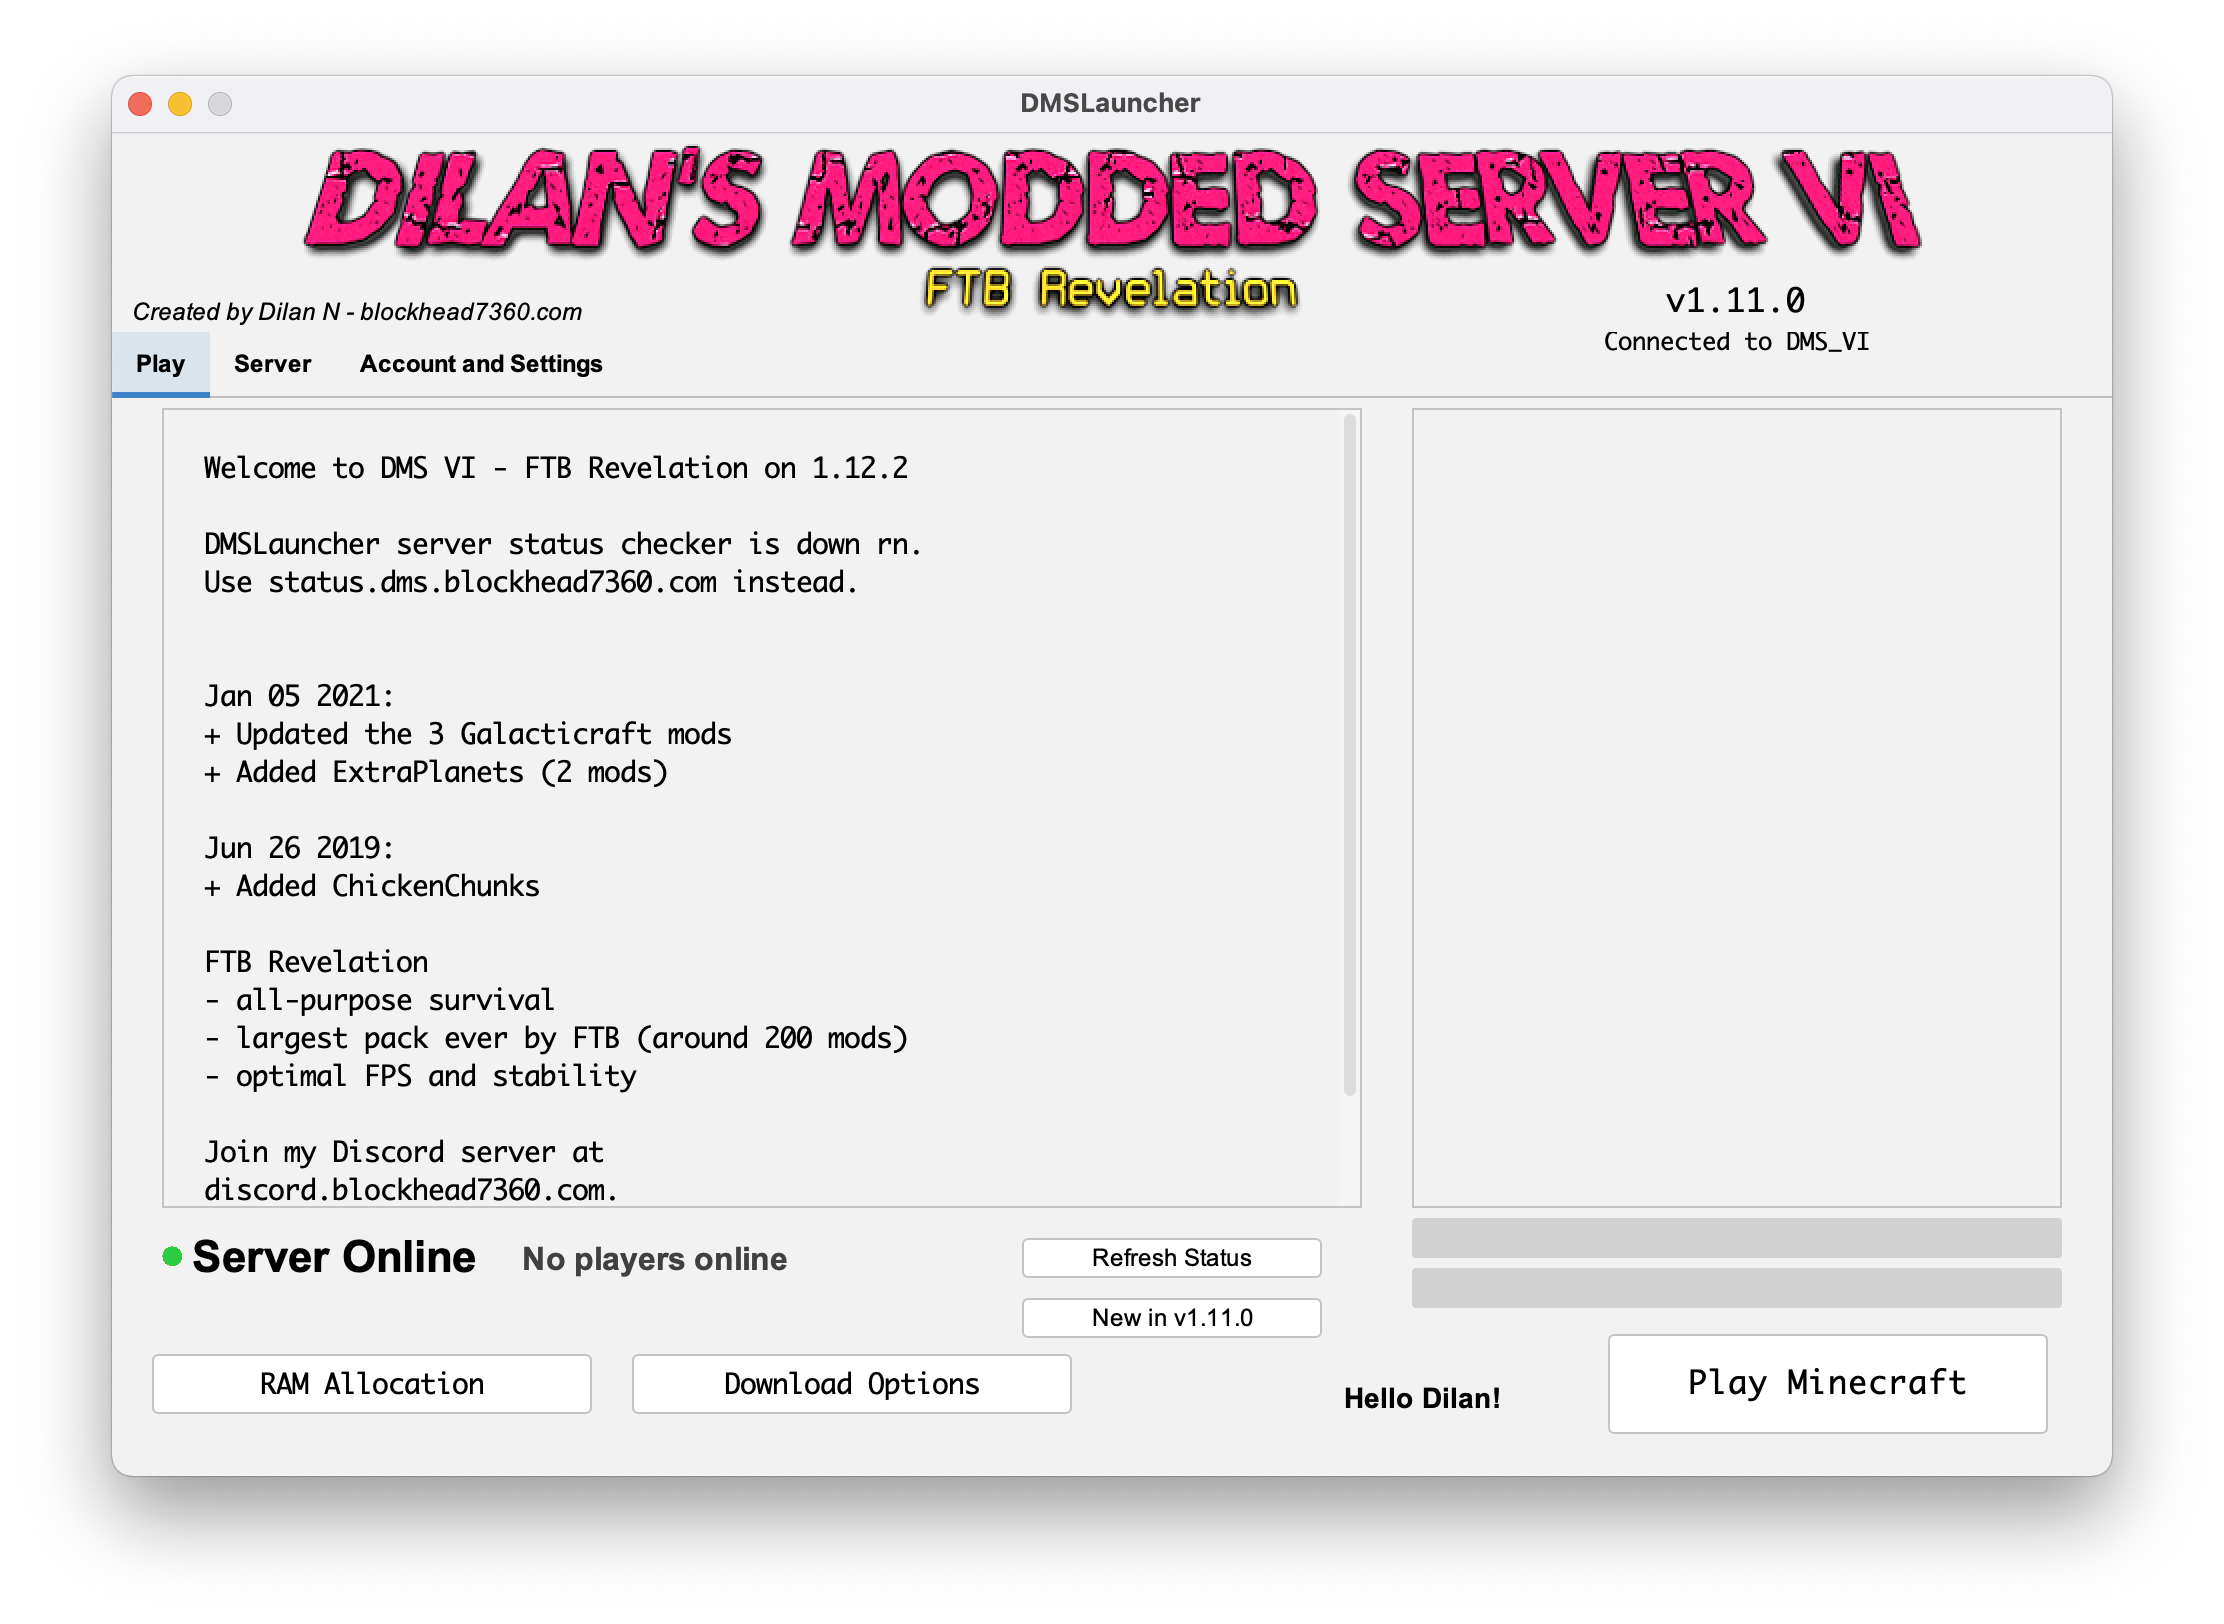 DMSLauncher
DILAN'S MODDED SERVER VI
FTB Revelation
Created by Dilan N - blockhead7360.com
v1.11.0
Connected to DMS_VI
Play Server Account and Settings
Welcome to DMS VI - FTB Revelation on 1.12.2
DMSLauncher server status checker is down rn.
Use status.dms.blockhead7360.com instead.
Jan 05 2021:
+ Updated the 3 Galacticraft mods
+ Added ExtraPlanets (2 mods)
Jun 26 2019:
+ Added ChickenChunks
FTB Revelation
- all-purpose survival
- largest pack ever by FTB (around 200 mods)
- optimal FPS and stability
Join my Discord server at
discord.blockhead7360.com.
Server Online No players online
Refresh Status
New in v1.11.0
RAM Allocation
Download Options
Hello Dilan!
Play Minecraft